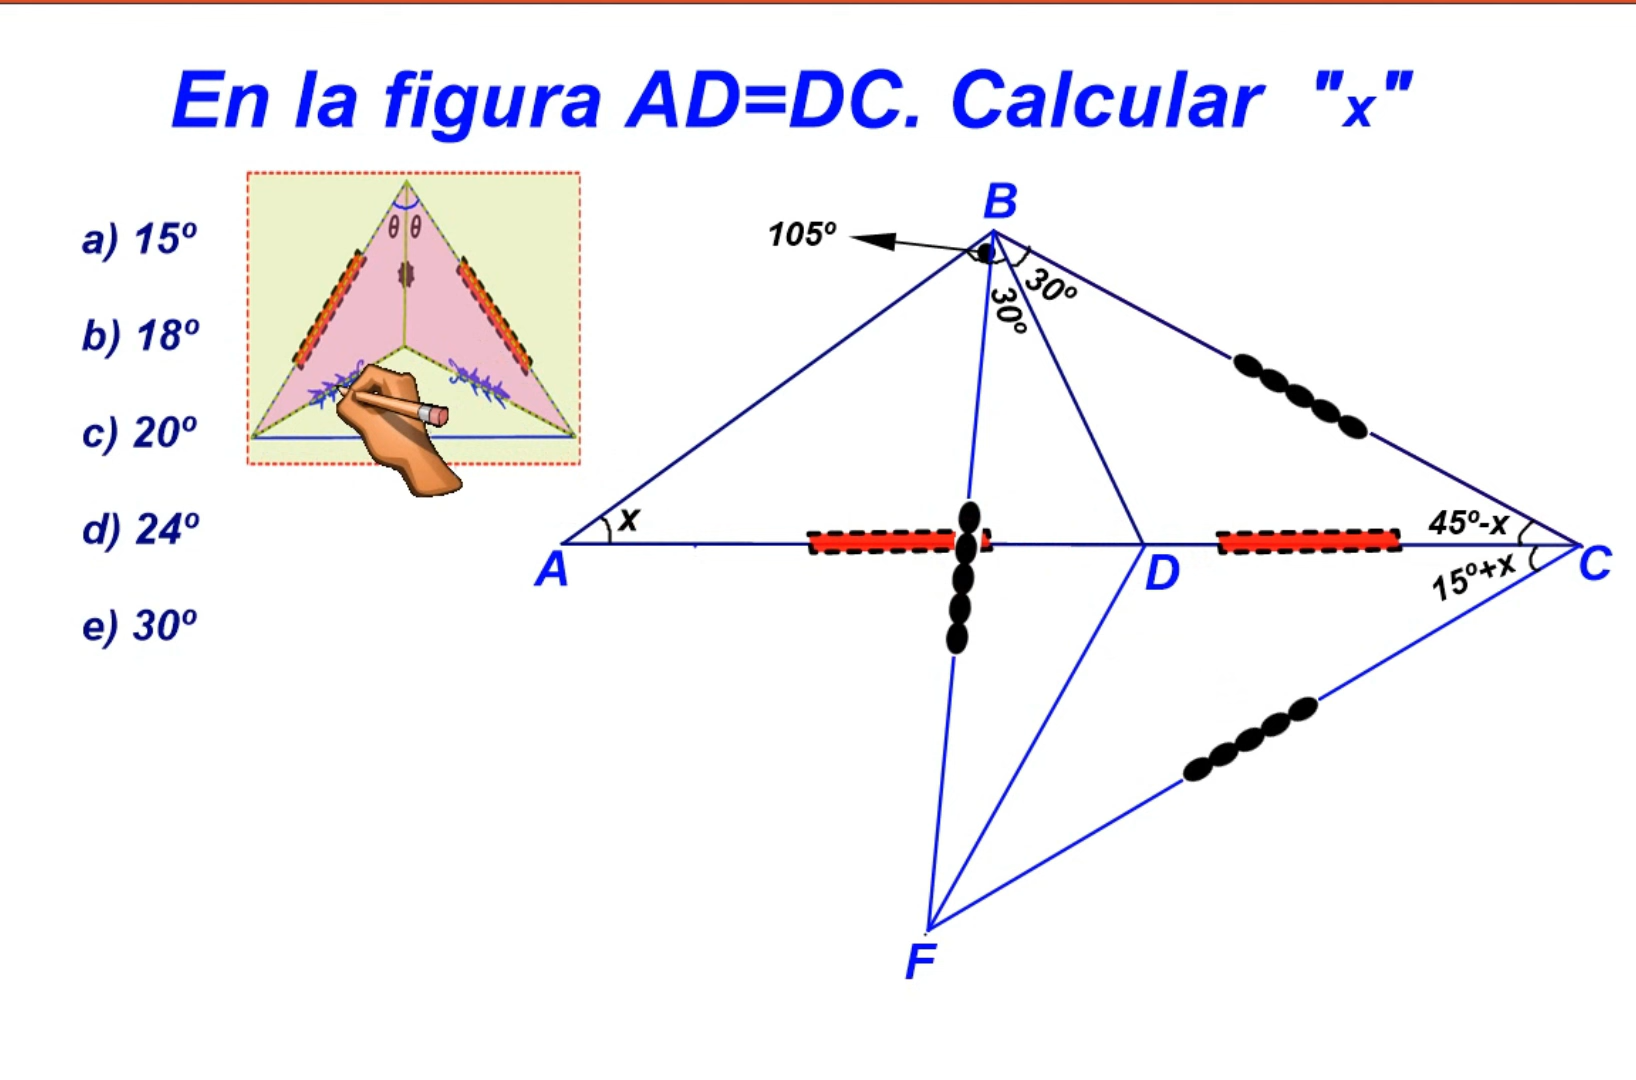 En la figura AD=DC. Calcular "x"
a) 15º
b) 18º
c) 20º
d) 24º
e) 30º
θ θ
B
105º
30º
30º
x
45º-x
A
D
C
15º+x
F